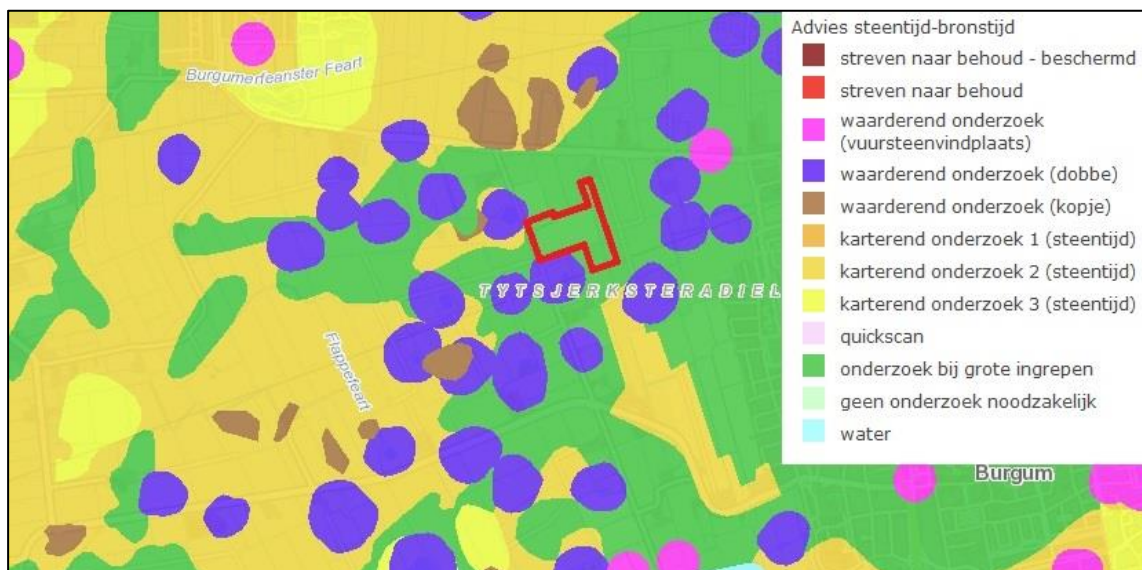 Advies steentijd-bronstijd
streven naar behoud - beschermd
streven naar behoud
waarderend onderzoek
(vuursteenvindplaats)
waarderend onderzoek (dobbe)
waarderend onderzoek (kopje)
karterend onderzoek 1 (steentijd)
karterend onderzoek 2 (steentijd)
karterend onderzoek 3 (steentijd)
quickscan
onderzoek bij grote ingrepen
geen onderzoek noodzakelijk
water
Burgumerfeanster Feart
TYTSJERKSTERADIEL
Flappefeart
Burgum